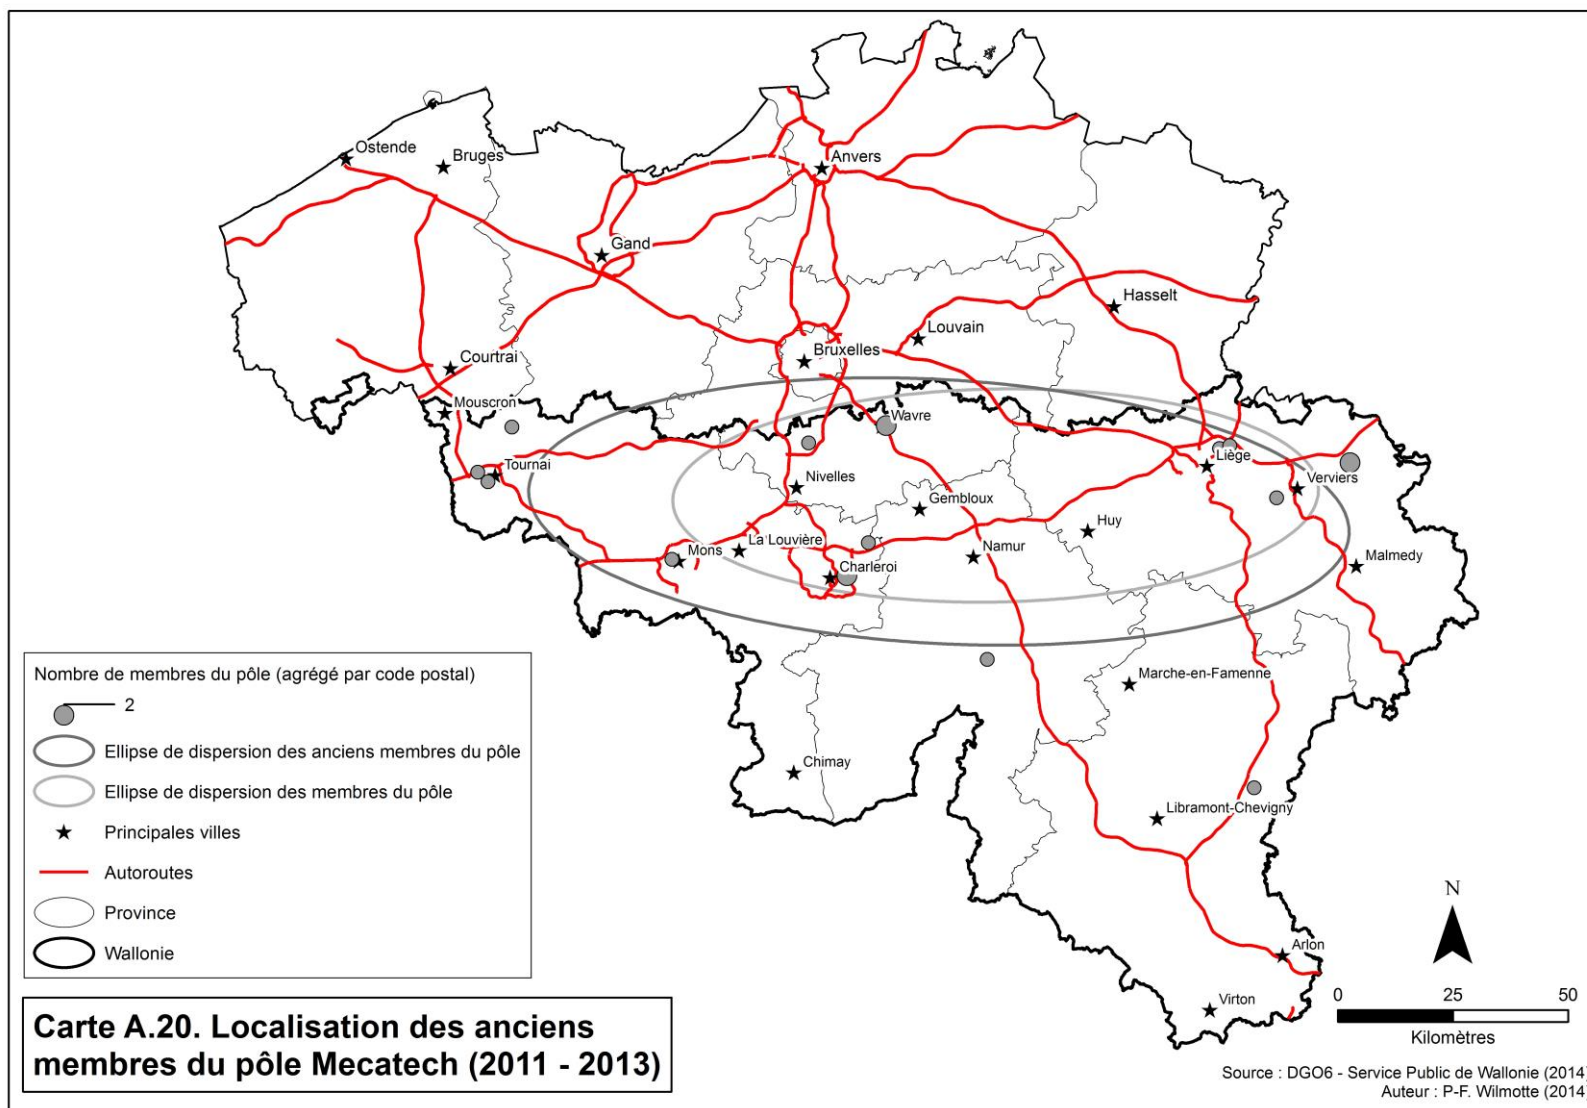 Ostende
Bruges
Anvers
Gand
Hasselt
Louvain
Bruxelles
Courtrai
Mouscron
Wavre
Tournai
Liège
Nivelles
Verviers
Gembloux
Huy
Mons
La Louvière
Namur
Charleroi
Malmedy
Marche-en-Famenne
Chimay
Libramont-Chevigny
Arlon
Virton
Nombre de membres du pôle (agrégé par code postal)
2
Ellipse de dispersion des anciens membres du pôle
Ellipse de dispersion des membres du pôle
Principales villes
Autoroutes
Province
Wallonie
Carte A.20. Localisation des anciens
membres du pôle Mecatech (2011 - 2013)
N
0 25 50
Kilomètres
Source : DGO6 - Service Public de Wallonie (2014)
Auteur : P-F. Wilmotte (2014)